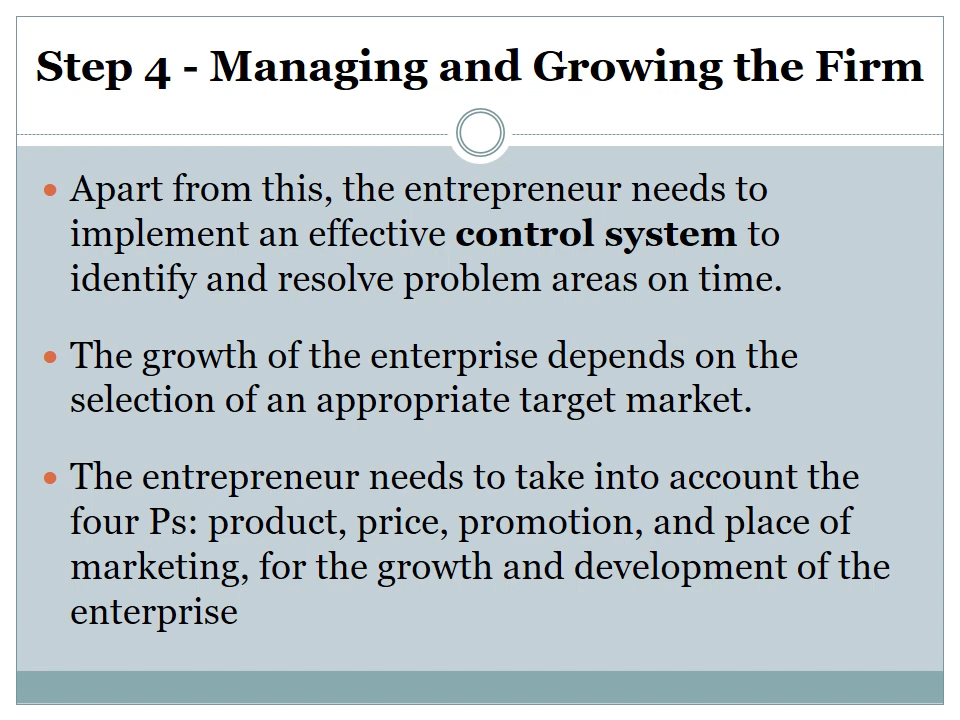 Step 4 - Managing and Growing the Firm
• Apart from this, the entrepreneur needs to
implement an effective control system to
identify and resolve problem areas on time.
• The growth of the enterprise depends on the
selection of an appropriate target market.
• The entrepreneur needs to take into account the
four Ps: product, price, promotion, and place of
marketing, for the growth and development of the
enterprise